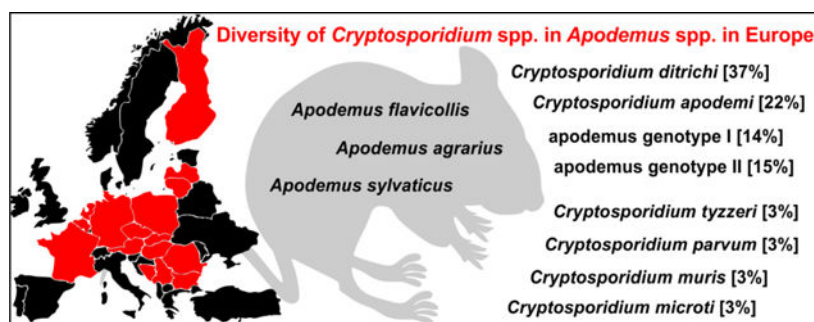 Diversity of Cryptosporidium spp. in Apodemus spp. in Europe
Apodemus flavicollis
Apodemus agrarius
Apodemus sylvaticus
Cryptosporidium ditrichi [37%]
Cryptosporidium apodemi [22%]
apodemus genotype I [14%]
apodemus genotype II [15%]
Cryptosporidium tyzzeri [3%]
Cryptosporidium parvum [3%]
Cryptosporidium muris [3%]
Cryptosporidium microti [3%]